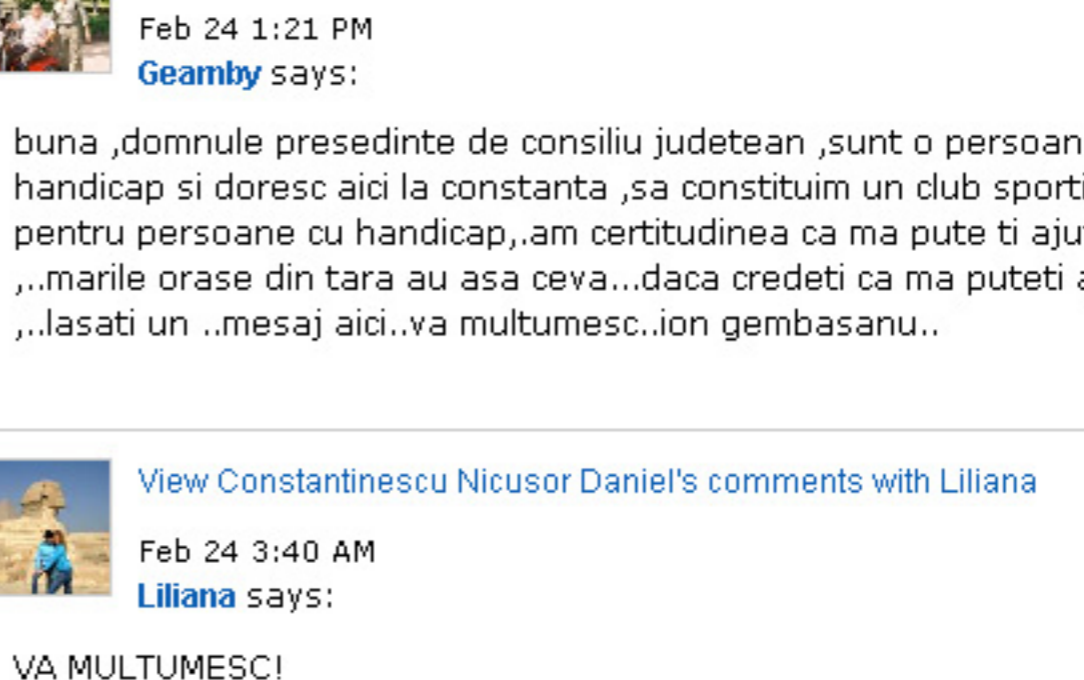 Feb 24 1:21 PM
Geamby says:
buna ,domnule presedinte de consiliu judetean ,sunt o persoan
handicap si doresc aici la constanta ,sa constituim un club sporti
pentru persoane cu handicap,.am certitudinea ca ma pute ti aju
,..marile orase din tara au asa ceva...daca credeti ca ma puteti a
,..lasati un ..mesaj aici..va multumesc..ion gembasanu..
View Constantinescu Nicusor Daniel's comments with Liliana
Feb 24 3:40 AM
Liliana says:
VA MULTUMESC!